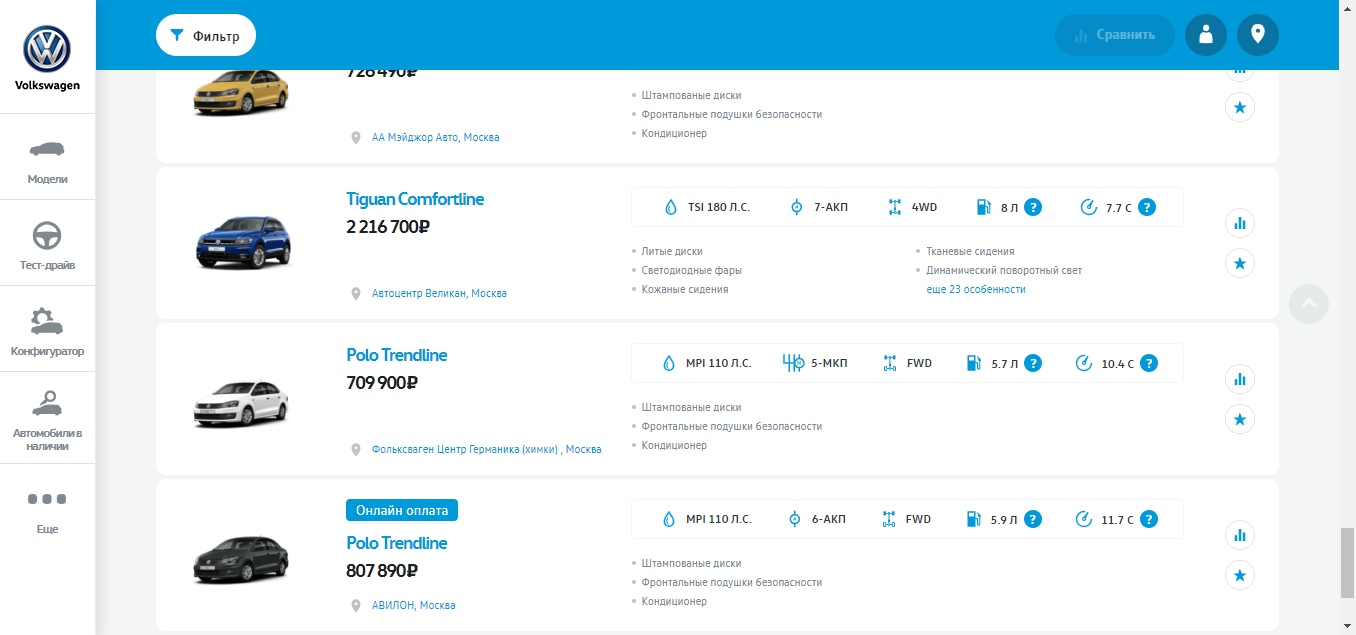 Volkswagen
Модели
Тест-драйв
Конфигуратор
Автомобили в
наличии
Еще
Фильтр
Сравнить
726 490₽
Штампованые диски
Фронтальные подушки безопасности
Кондиционер
АА Мэйджор Авто, Москва
Tiguan Comfortline
2 216 700₽
TSI 180 Л.С. 7-АКП 4WD 8 Л ? 7.7 С ?
Литые диски
Светодиодные фары
Кожаные сидения
Тканевые сидения
Динамический поворотный свет
еще 23 особенности
Автоцентр Великан, Москва
Polo Trendline
709 900₽
MPI 110 Л.С. 5-МКП FWD 5.7 Л ? 10.4 С ?
Штампованые диски
Фронтальные подушки безопасности
Кондиционер
Фольксваген Центр Германика (химки) , Москва
Онлайн оплата
Polo Trendline
807 890₽
MPI 110 Л.С. 6-АКП FWD 5.9 Л ? 11.7 С ?
Штампованые диски
Фронтальные подушки безопасности
Кондиционер
АВИЛОН, Москва